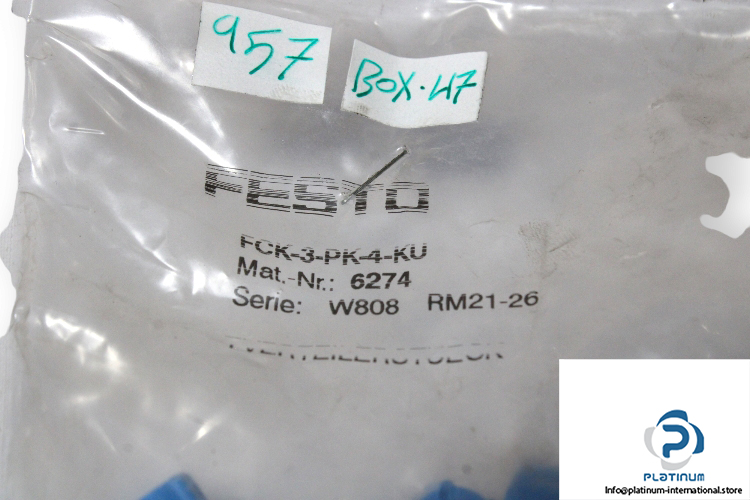 957
BOX.47
FESTO
FCK-3-PK-4-KU
Mat.-Nr.: 6274
Serie: W808 RM21-26
PLATINUM
Info@platinum-international.store